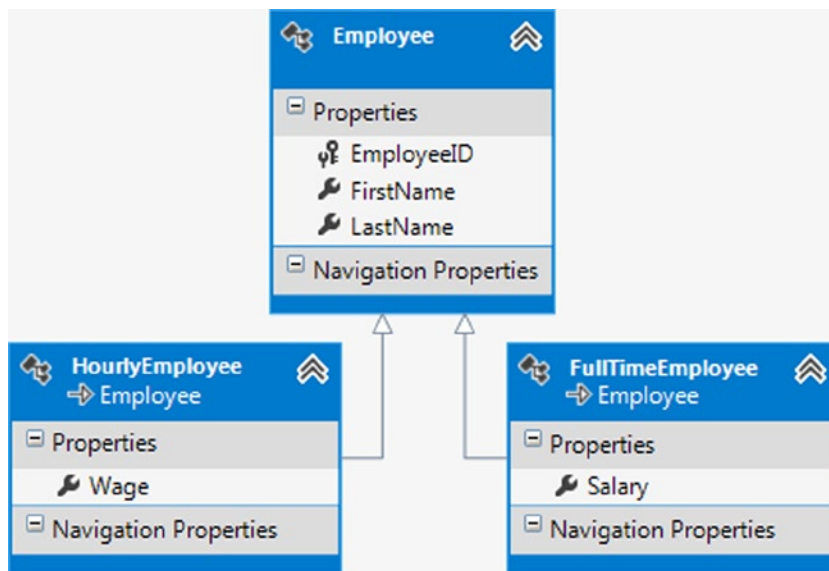 Employee
Properties
EmployeeID
FirstName
LastName
Navigation Properties
HourlyEmployee
Employee
Properties
Wage
Navigation Properties
FullTimeEmployee
Employee
Properties
Salary
Navigation Properties